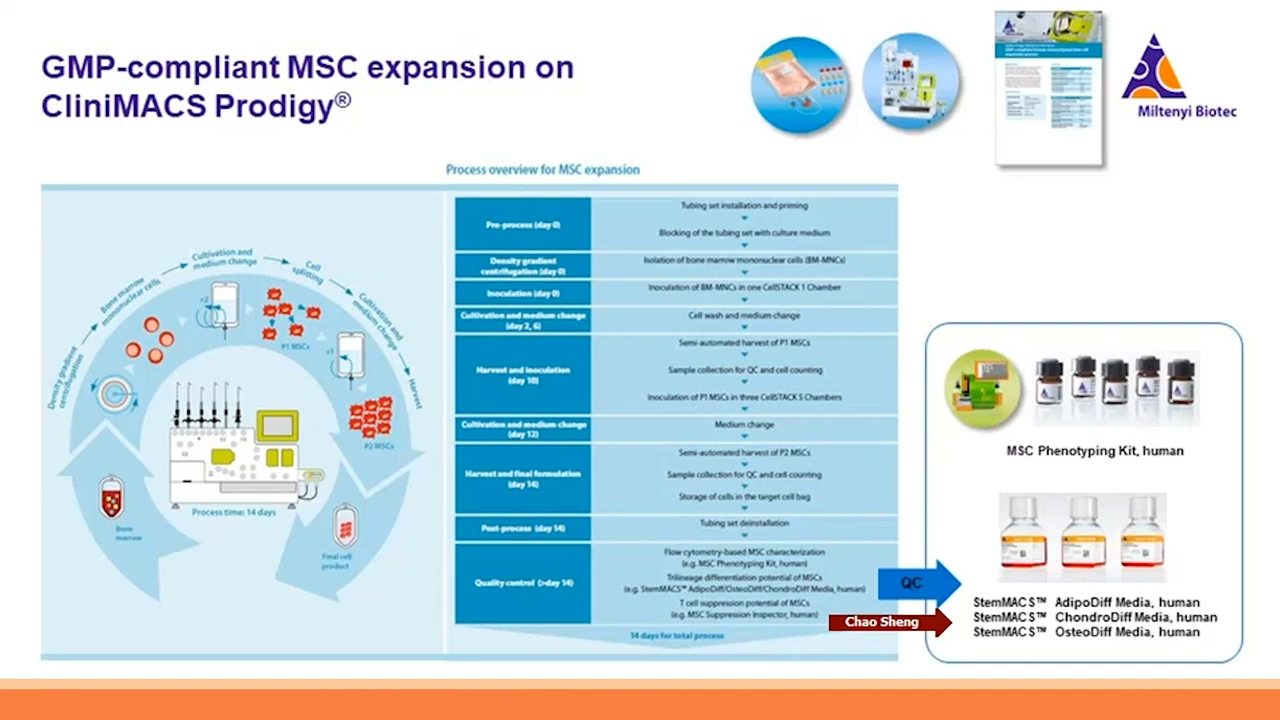 GMP-compliant MSC expansion on
CliniMACS Prodigy®
Miltenyi Biotec
Process overview for MSC expansion
Density gradient
centrifugation
Bone marrow
mononuclear cells
Cultivation and
medium change
Cell
splitting
Cultivation and
medium change
Harvest
×2
P1 MSCs
×1
P2 MSCs
Process time: 14 days
Bone
marrow
Final cell
product
Pre-process (day 0)
Tubing set installation and priming
Blocking of the tubing set with culture medium
Density gradient
centrifugation (day 0)
Isolation of bone marrow mononuclear cells (BM-MNCs)
Inoculation (day 0)
Inoculation of BM-MNCs in one CellSTACK 1 Chamber
Cultivation and medium change
(day 2, 6)
Cell wash and medium change
Harvest and inoculation
(day 10)
Semi-automated harvest of P1 MSCs
Sample collection for QC and cell counting
Inoculation of P1 MSCs in three CellSTACK 5 Chambers
Cultivation and medium change
(day 12)
Medium change
Harvest and final formulation
(day 14)
Semi-automated harvest of P2 MSCs
Sample collection for QC and cell counting
Storage of cells in the target cell bag
Post-process (day 14)
Tubing set deinstallation
Quality control (>day 14)
Flow cytometry-based MSC characterization
(e.g. MSC Phenotyping Kit, human)
Trilineage differentiation potential of MSCs
(e.g. StemMACS™ AdipoDiff/OsteoDiff/ChondroDiff Media, human)
T cell suppression potential of MSCs
(e.g. MSC Suppression Inspector, human)
14 days for total process
QC
Chao Sheng
MSC Phenotyping Kit, human
StemMACS™ AdipoDiff Media, human
StemMACS™ ChondroDiff Media, human
StemMACS™ OsteoDiff Media, human